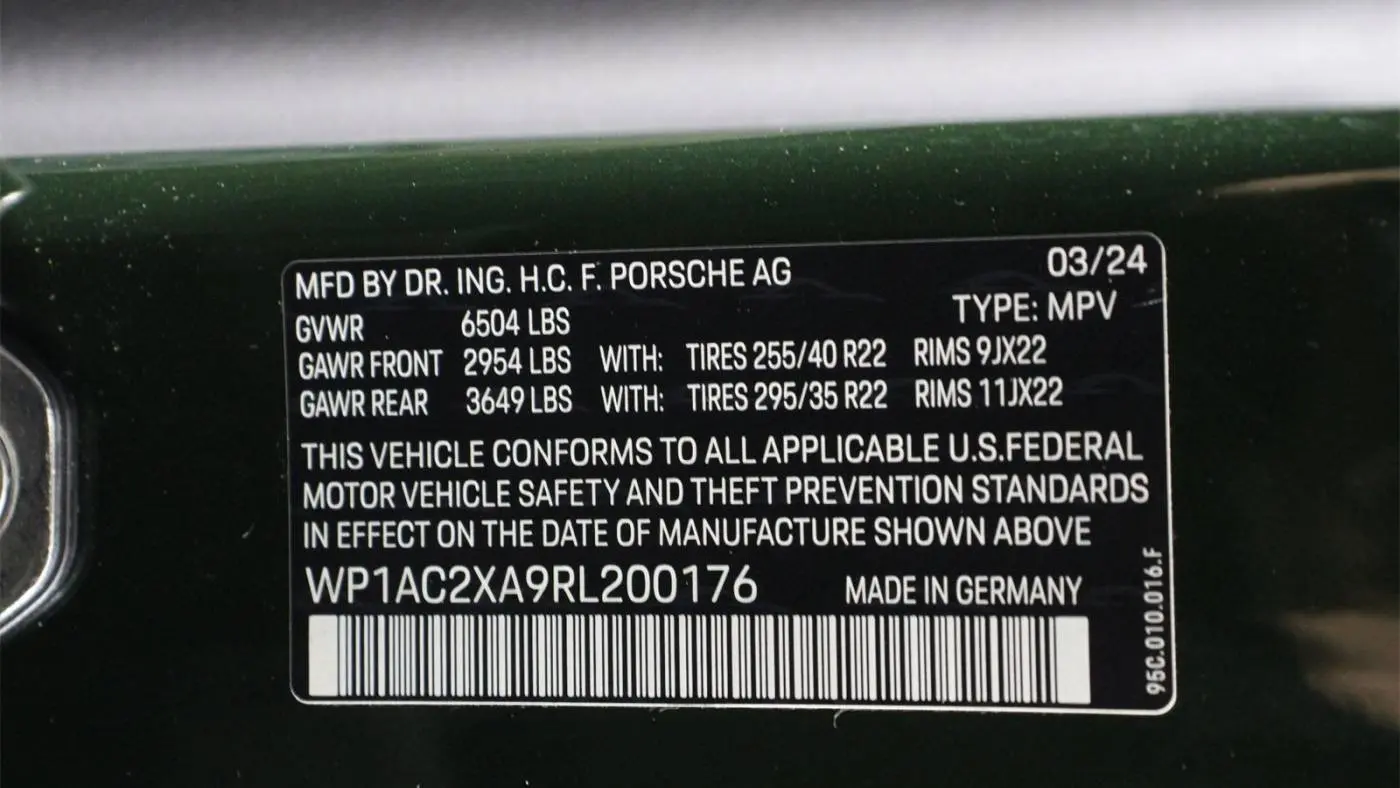 MFD BY DR. ING. H.C. F. PORSCHE AG 03/24
GVWR 6504 LBS TYPE: MPV
GAWR FRONT 2954 LBS WITH: TIRES 255/40 R22 RIMS 9JX22
GAWR REAR 3649 LBS WITH: TIRES 295/35 R22 RIMS 11JX22
THIS VEHICLE CONFORMS TO ALL APPLICABLE U.S.FEDERAL
MOTOR VEHICLE SAFETY AND THEFT PREVENTION STANDARDS
IN EFFECT ON THE DATE OF MANUFACTURE SHOWN ABOVE
WP1AC2XA9RL200176 MADE IN GERMANY
95C.010.016.F